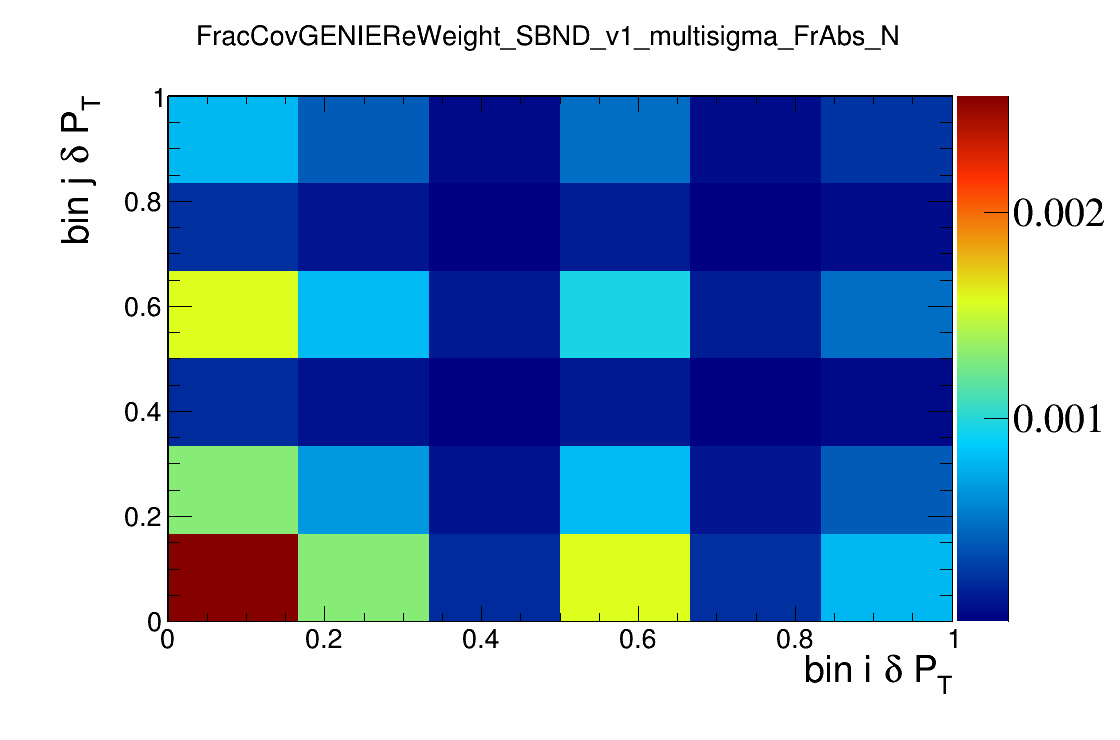 FracCovGENIEReWeight_SBND_v1_multisigma_FrAbs_N
bin j δ P_T
1
0.8
0.6
0.4
0.2
0
0 0.2 0.4 0.6 0.8 1
bin i δ P_T
0.002
0.001